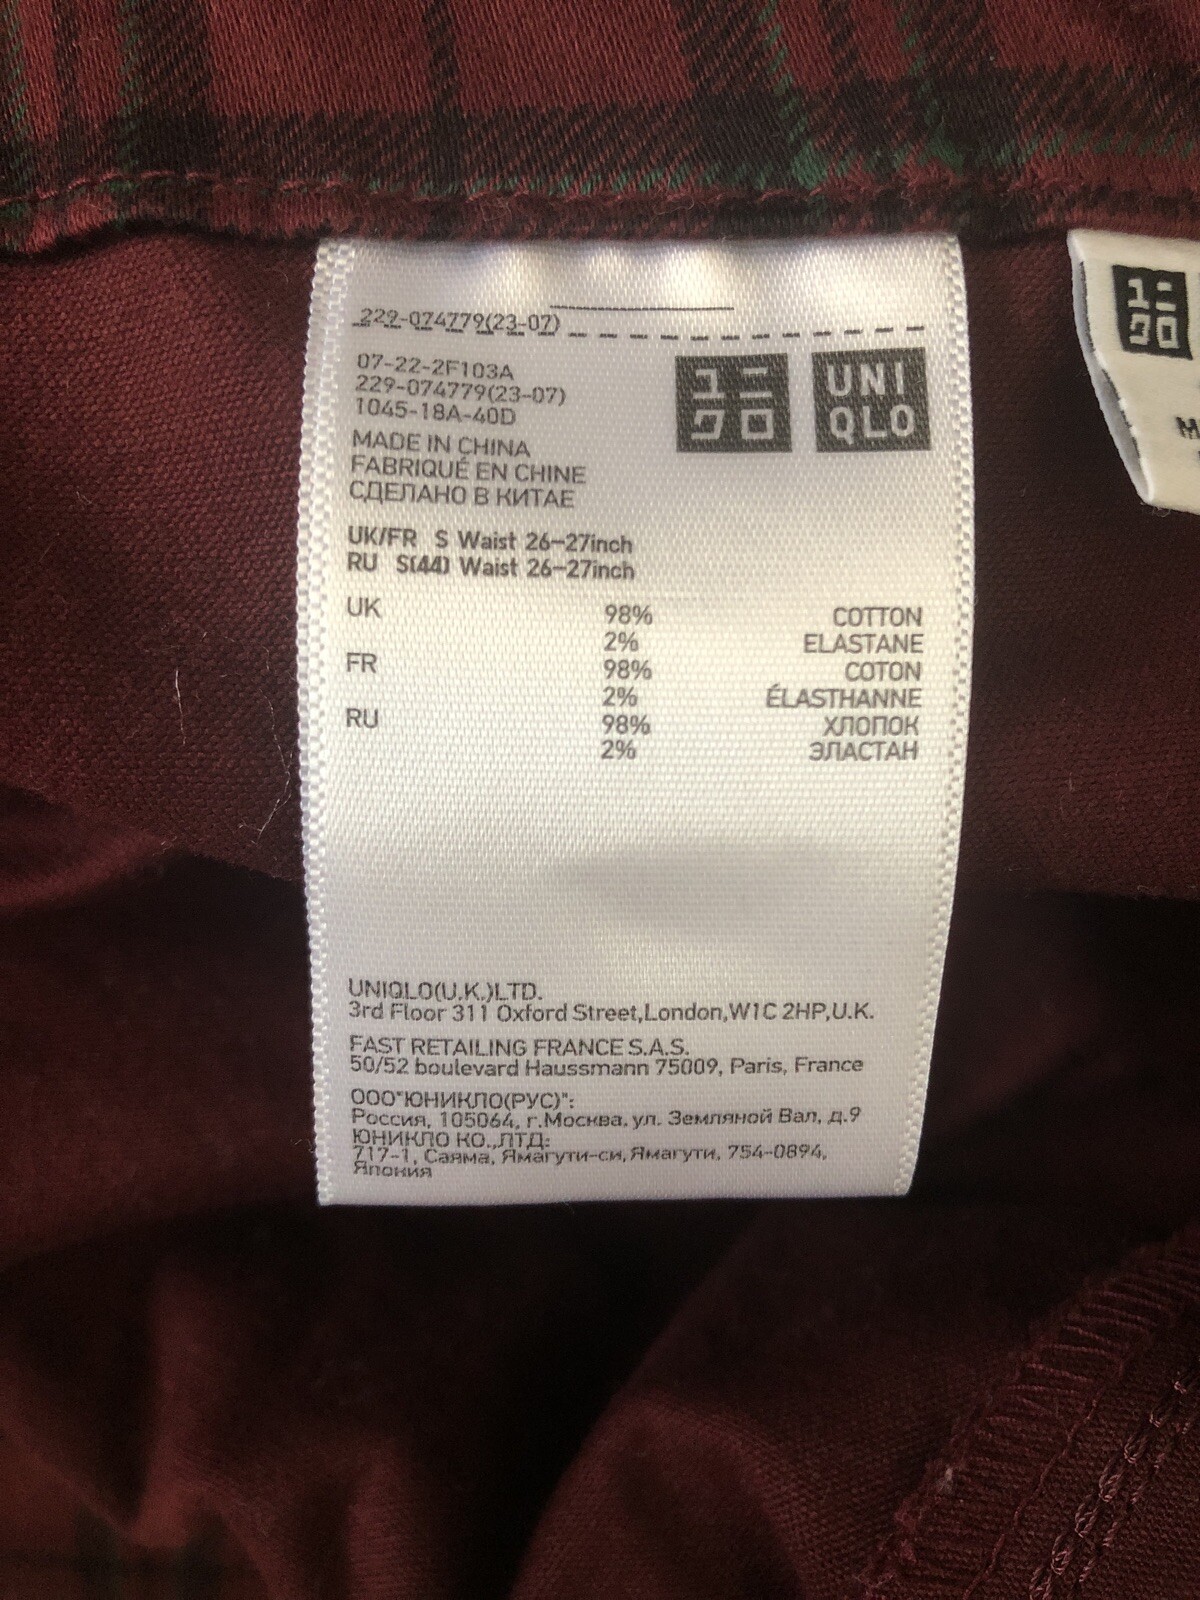 229-074779(23-07)
07-22-2F103A
229-074779(23-07)
1045-18A-40D
ユニ
クロ
UNI
QLO
MADE IN CHINA
FABRIQUÉ EN CHINE
СДЕЛАНО В КИТАЕ
UK/FR S Waist 26-27inch
RU S(44) Waist 26-27inch
UK 98% COTTON
2% ELASTANE
FR 98% COTON
2% ÉLASTHANNE
RU 98% ХЛОПОК
2% ЭЛАСТАН
UNIQLO(U.K.)LTD.
3rd Floor 311 Oxford Street,London,W1C 2HP,U.K.
FAST RETAILING FRANCE S.A.S.
50/52 boulevard Haussmann 75009, Paris, France
ООО"ЮНИКЛО(РУС)":
Россия, 105064, г.Москва, ул. Земляной Вал, д.9
ЮНИКЛО КО.,ЛТД:
717-1, Саяма, Ямагути-си, Ямагути, 754-0894,
Япония
ユニ
クロ